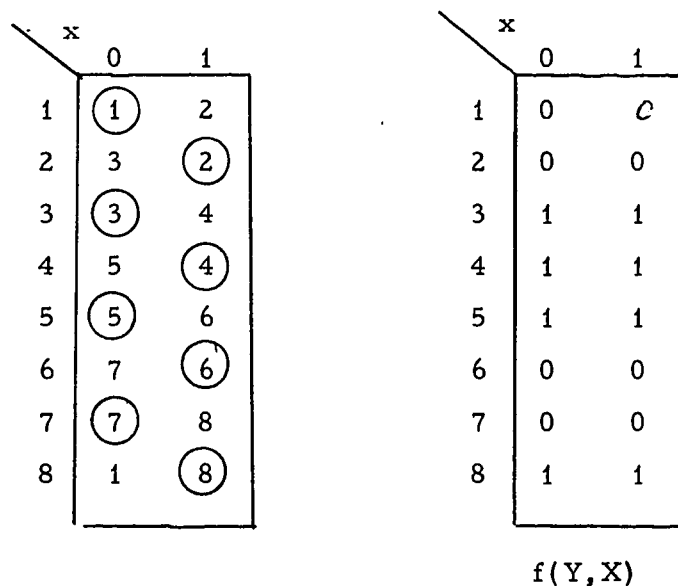 x x
0 1 0 1
1 1 2 1 0 0
2 3 2 2 0 0
3 3 4 3 1 1
4 5 4 4 1 1
5 5 6 5 1 1
6 7 6 6 0 0
7 7 8 7 0 0
8 1 8 8 1 1
f(Y,X)